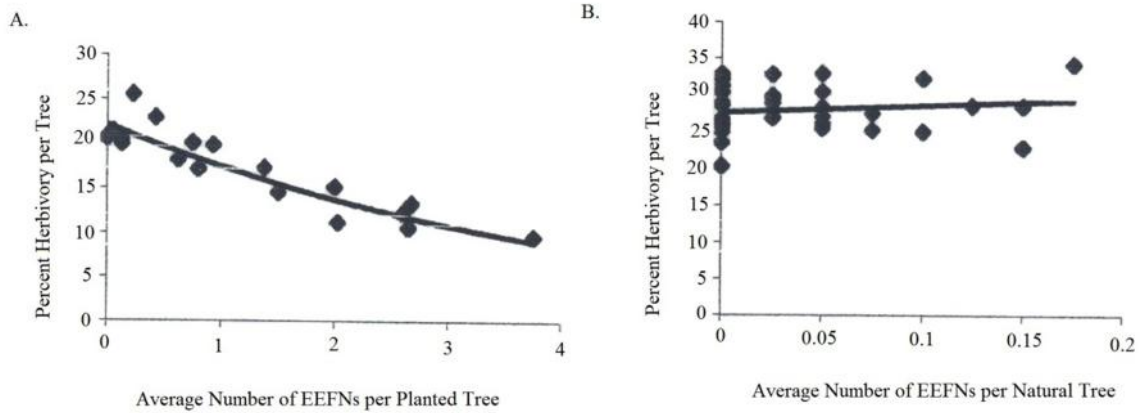 A.
Percent Herbivory per Tree
30
25
20
15
10
5
0
0 1 2 3 4
Average Number of EEFNs per Planted Tree
B.
Percent Herbivory per Tree
40
35
30
25
20
15
10
5
0
0 0.05 0.1 0.15 0.2
Average Number of EEFNs per Natural Tree